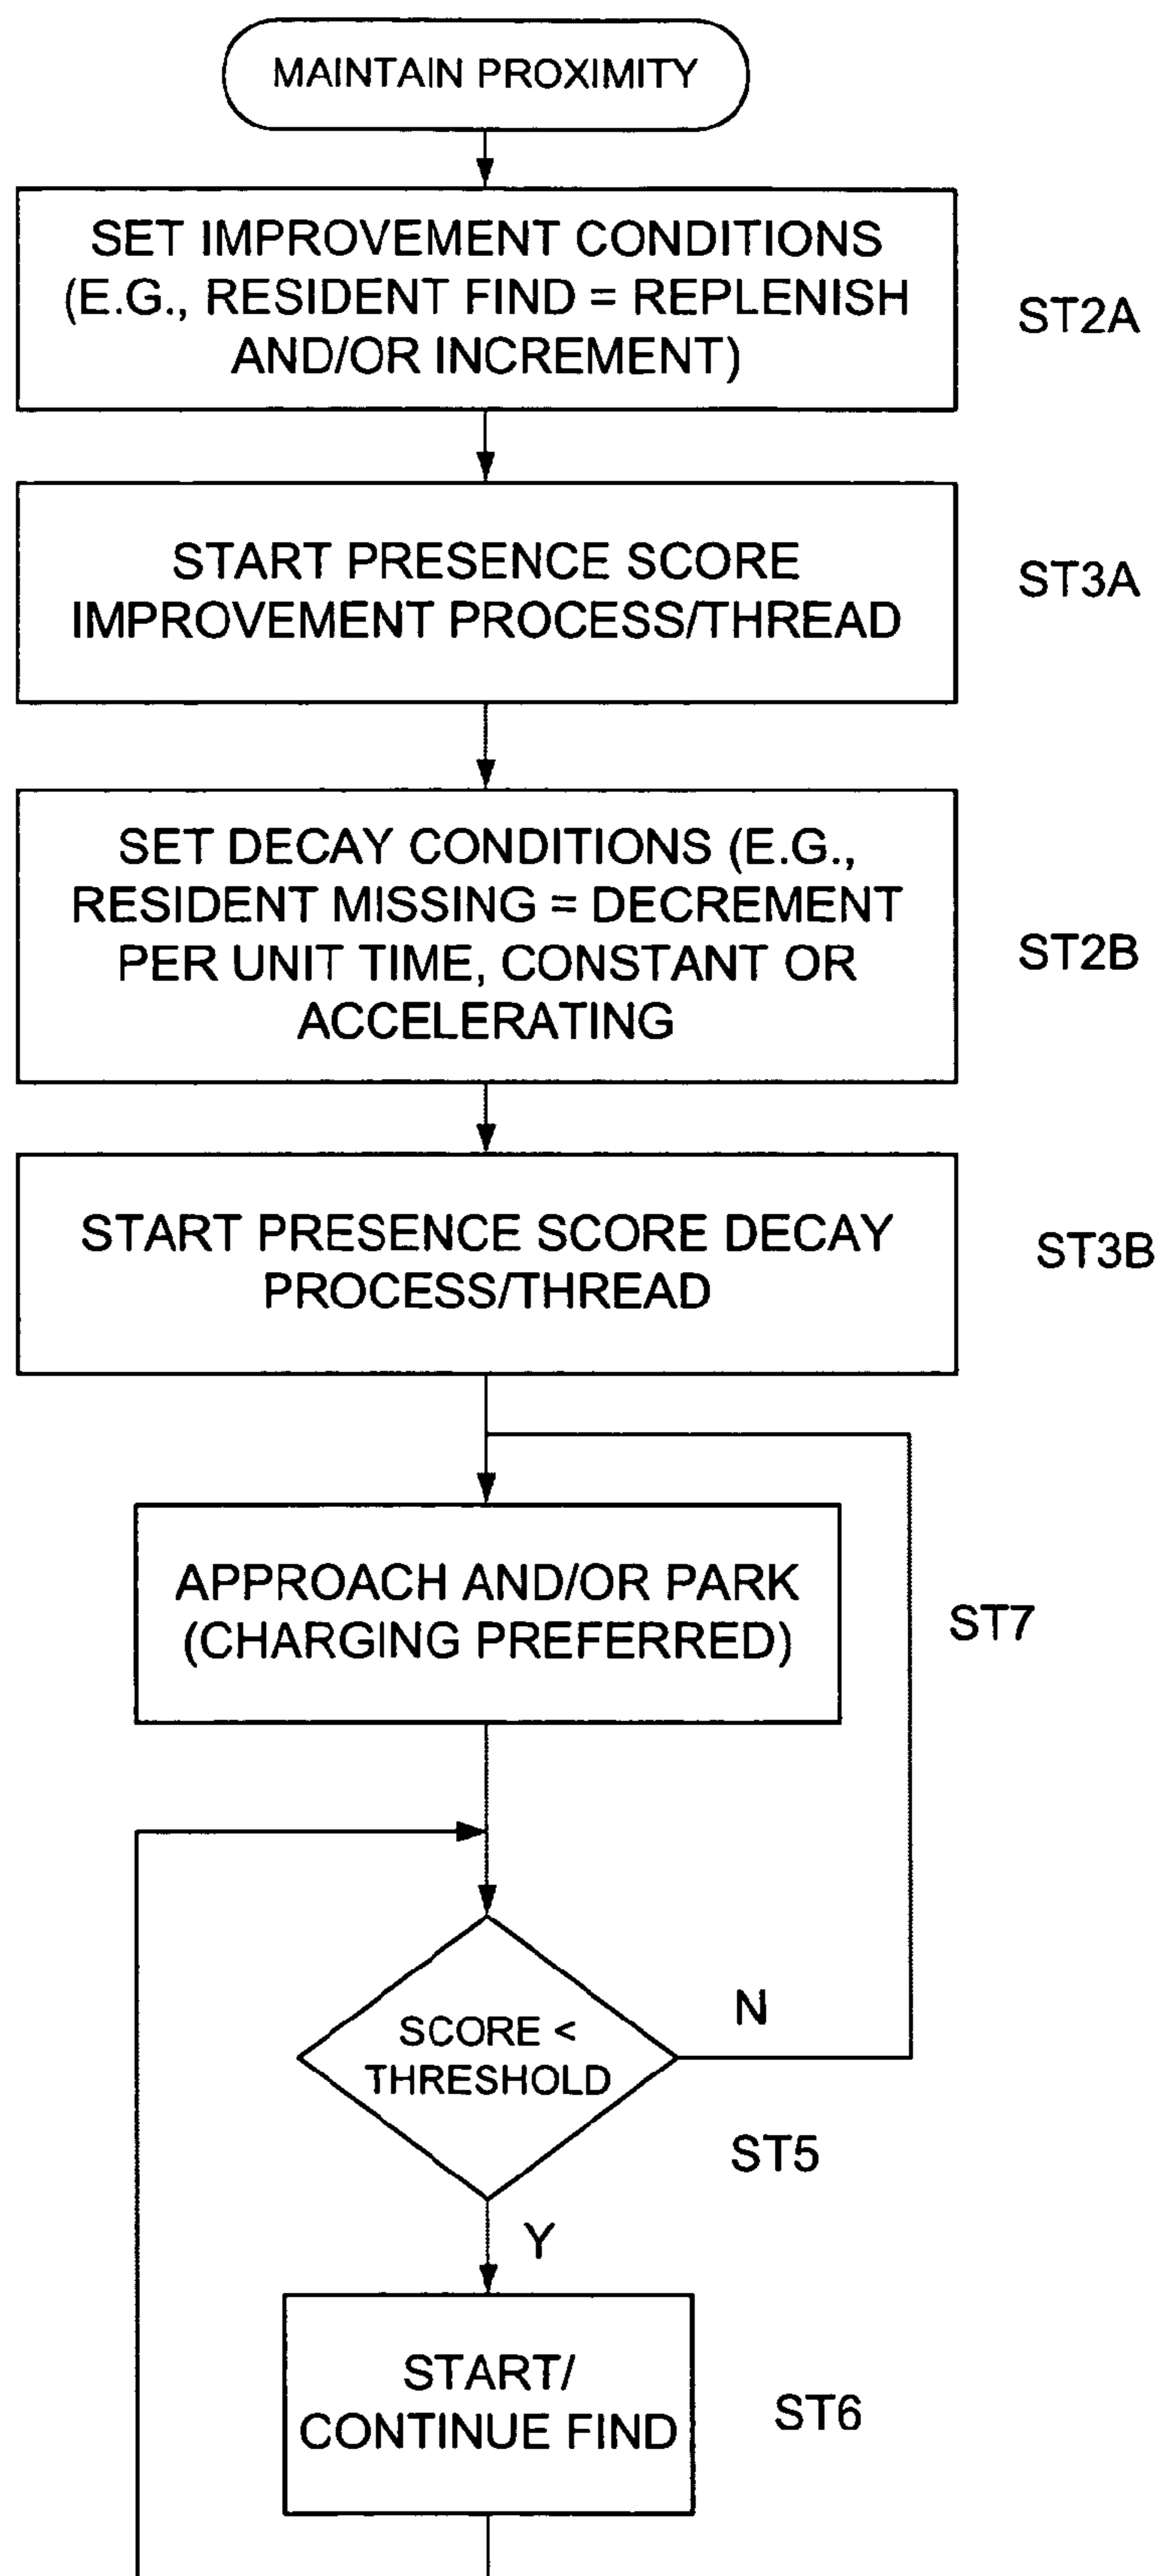 MAINTAIN PROXIMITY
SET IMPROVEMENT CONDITIONS
(E.G., RESIDENT FIND = REPLENISH
AND/OR INCREMENT)
ST2A
START PRESENCE SCORE
IMPROVEMENT PROCESS/THREAD
ST3A
SET DECAY CONDITIONS (E.G.,
RESIDENT MISSING = DECREMENT
PER UNIT TIME, CONSTANT OR
ACCELERATING
ST2B
START PRESENCE SCORE DECAY
PROCESS/THREAD
ST3B
APPROACH AND/OR PARK
(CHARGING PREFERRED)
ST7
SCORE <
THRESHOLD
N
ST5
Y
START/
CONTINUE FIND
ST6